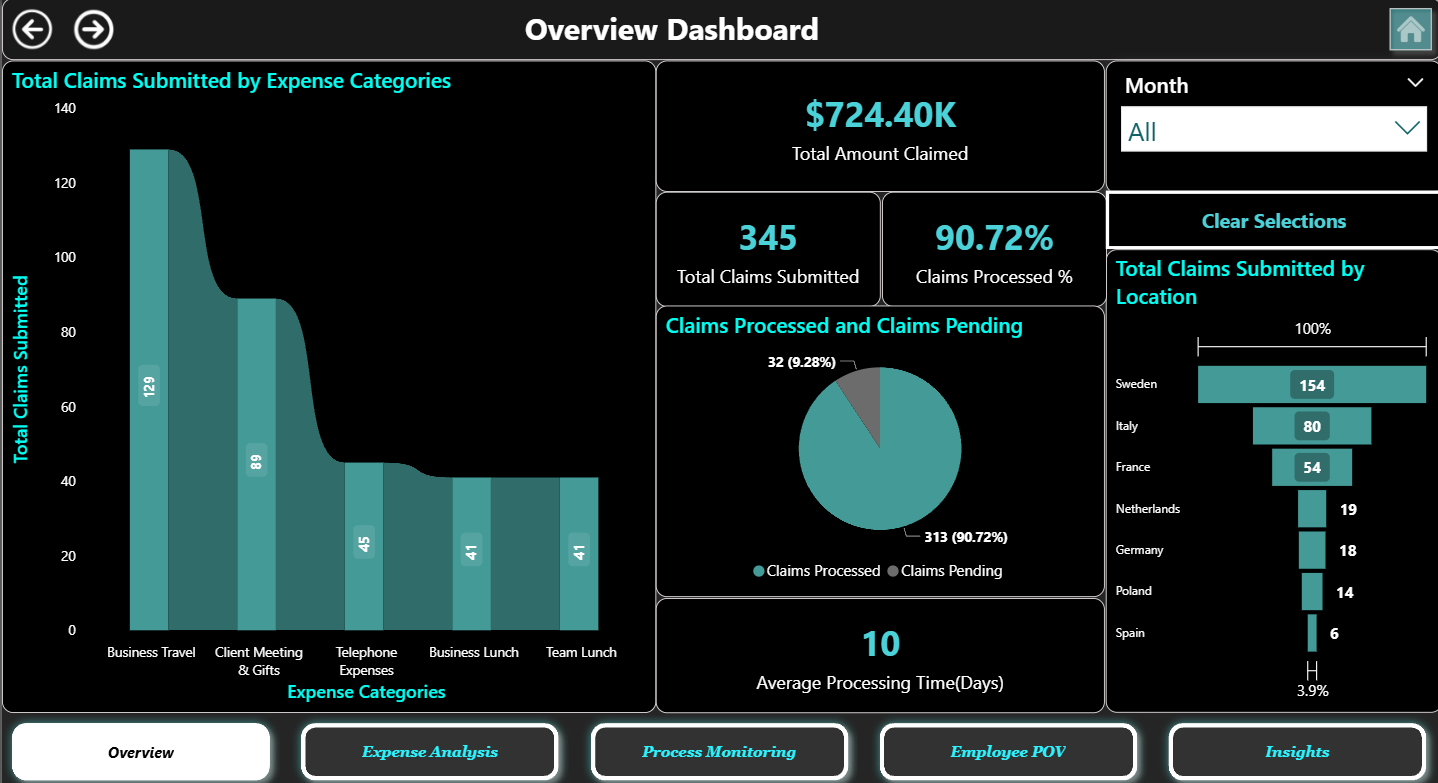 Overview Dashboard
Total Claims Submitted by Expense Categories
140
120
100
80
60
40
20
0
Total Claims Submitted
129
89
45
41
41
Business Travel
Client Meeting
& Gifts
Telephone
Expenses
Business Lunch
Team Lunch
Expense Categories
$724.40K
Total Amount Claimed
345
Total Claims Submitted
90.72%
Claims Processed %
Claims Processed and Claims Pending
32 (9.28%)
313 (90.72%)
Claims Processed
Claims Pending
10
Average Processing Time(Days)
Month
All
Clear Selections
Total Claims Submitted by
Location
100%
Sweden 154
Italy 80
France 54
Netherlands 19
Germany 18
Poland 14
Spain 6
3.9%
Overview
Expense Analysis
Process Monitoring
Employee POV
Insights